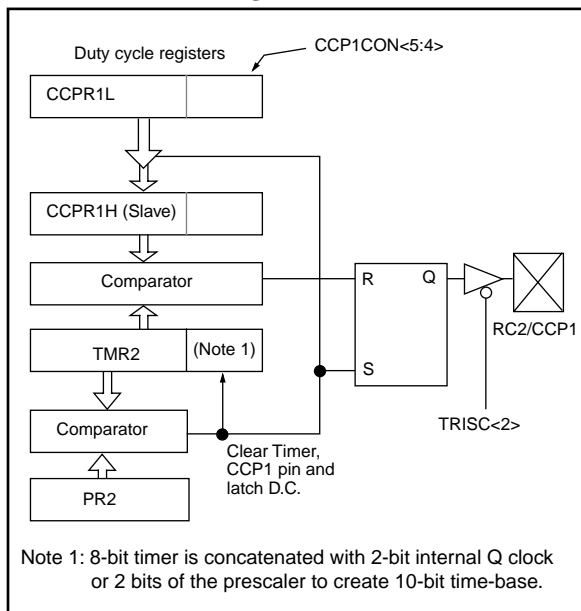 Duty cycle registers
CCP1CON<5:4>
CCPR1L
CCPR1H (Slave)
Comparator
R
Q
RC2/CCP1
TMR2
(Note 1)
S
TRISC<2>
Comparator
Clear Timer,
CCP1 pin and
latch D.C.
PR2
Note 1: 8-bit timer is concatenated with 2-bit internal Q clock
or 2 bits of the prescaler to create 10-bit time-base.